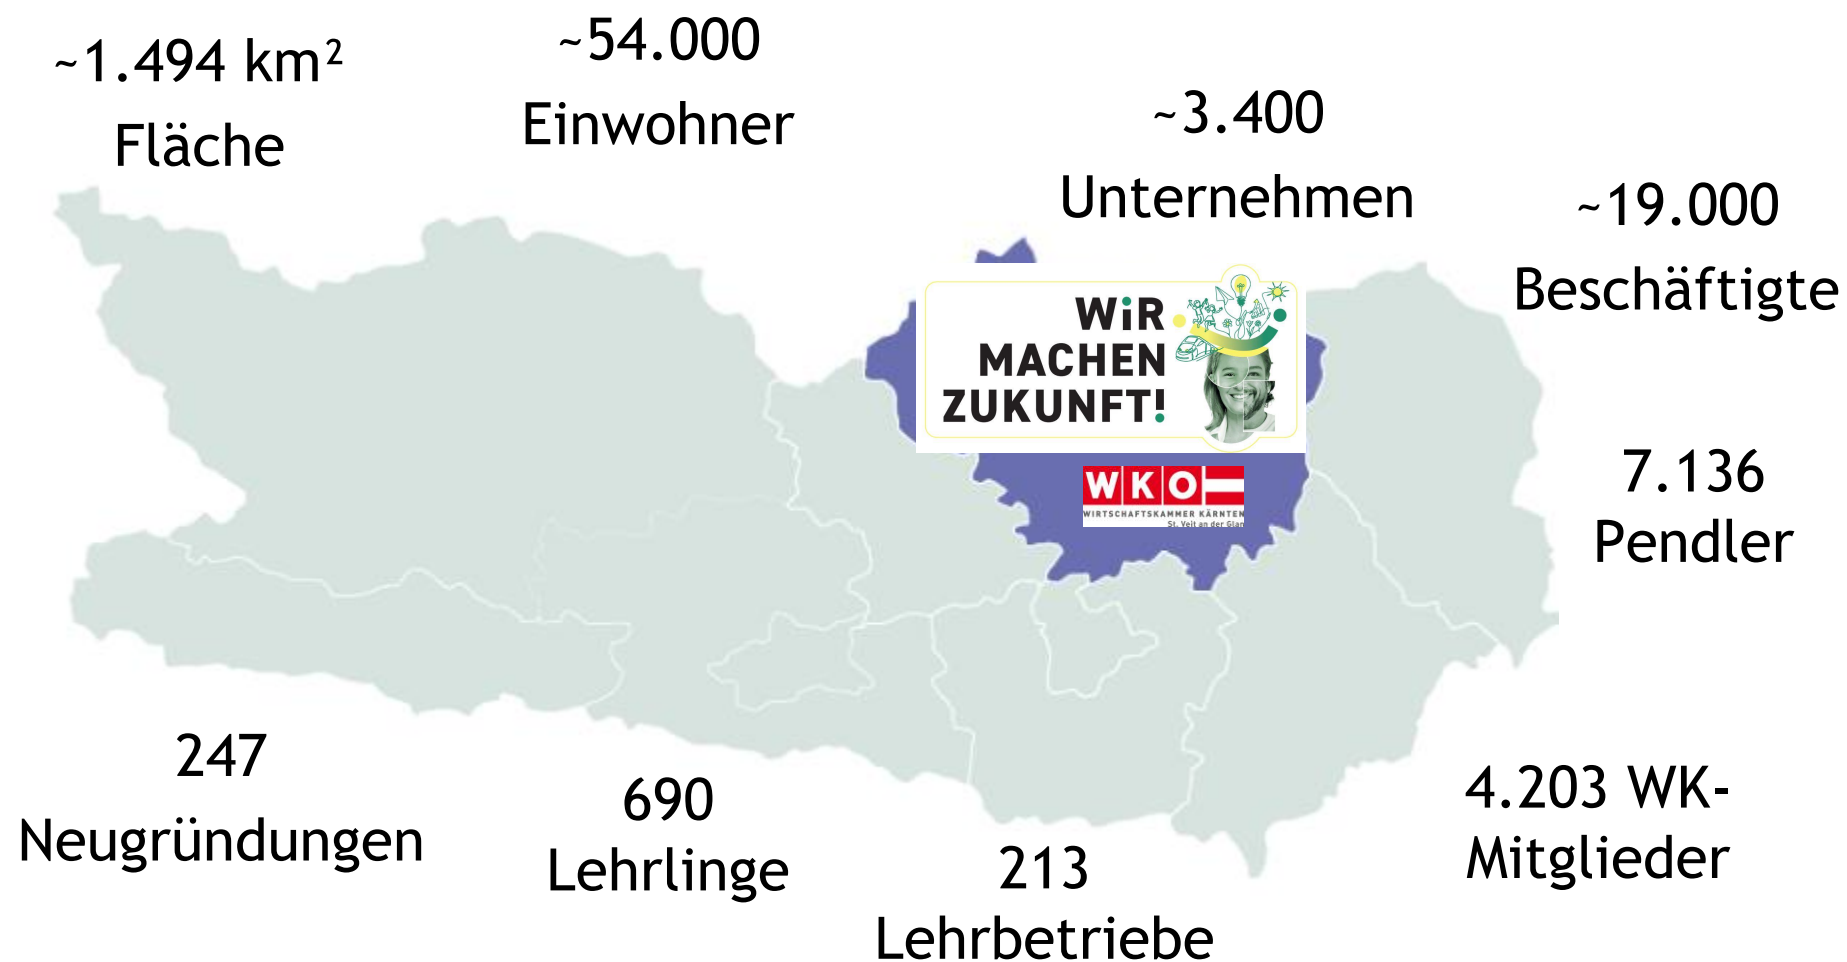 ~1.494 km²
Fläche
~54.000
Einwohner
~3.400
Unternehmen
~19.000
Beschäftigte
WiR
MACHEN
ZUKUNFT!
WKO
WIRTSCHAFTSKAMMER KÄRNTEN
St. Veit an der Glan
7.136
Pendler
247
Neugründungen
690
Lehrlinge
213
Lehrbetriebe
4.203 WK-
Mitglieder